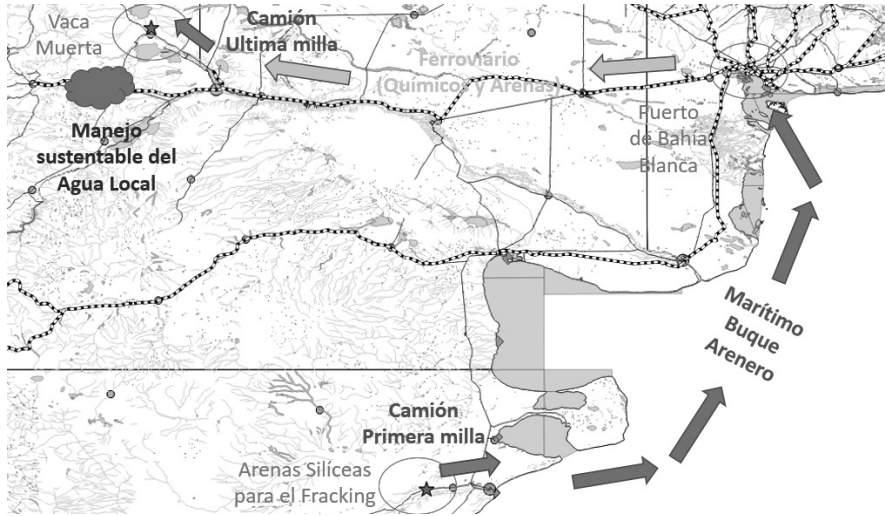 Vaca
Muerta
Camión
Ultima milla
Ferroviario
(Químicos y Arenas)
Puerto
de Bahía
Blanca
Manejo
sustentable del
Agua Local
Marítimo
Buque
Arenero
Camión
Primera milla
Arenas Silíceas
para el Fracking